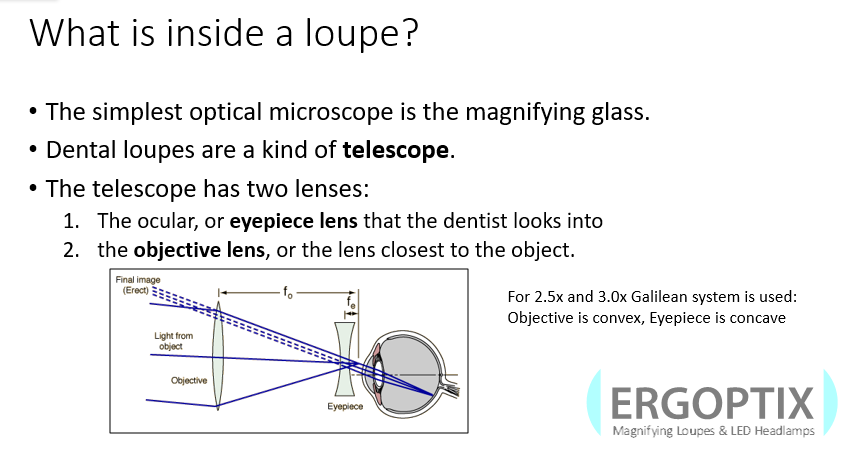 What is inside a loupe?
• The simplest optical microscope is the magnifying glass.
• Dental loupes are a kind of telescope.
• The telescope has two lenses:
1. The ocular, or eyepiece lens that the dentist looks into
2. the objective lens, or the lens closest to the object.
Final image
(Erect)
fo
fe
Light from
object
Objective
Eyepiece
For 2.5x and 3.0x Galilean system is used:
Objective is convex, Eyepiece is concave
ERGOPTIX
Magnifying Loupes & LED Headlamps